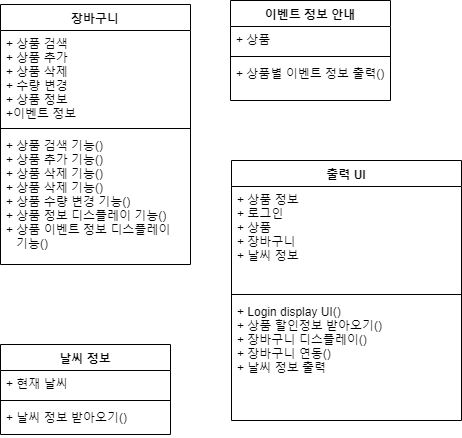 장바구니
+ 상품 검색
+ 상품 추가
+ 상품 삭제
+ 수량 변경
+ 상품 정보
+이벤트 정보
+ 상품 검색 기능()
+ 상품 추가 기능()
+ 상품 삭제 기능()
+ 상품 삭제 기능()
+ 상품 수량 변경 기능()
+ 상품 정보 디스플레이 기능()
+ 상품 이벤트 정보 디스플레이
기능()
이벤트 정보 안내
+ 상품
+ 상품별 이벤트 정보 출력()
출력 UI
+ 상품 정보
+ 로그인
+ 상품
+ 장바구니
+ 날씨 정보
+ Login display UI()
+ 상품 할인정보 받아오기()
+ 장바구니 디스플레이()
+ 장바구니 연동()
+ 날씨 정보 출력
날씨 정보
+ 현재 날씨
+ 날씨 정보 받아오기()